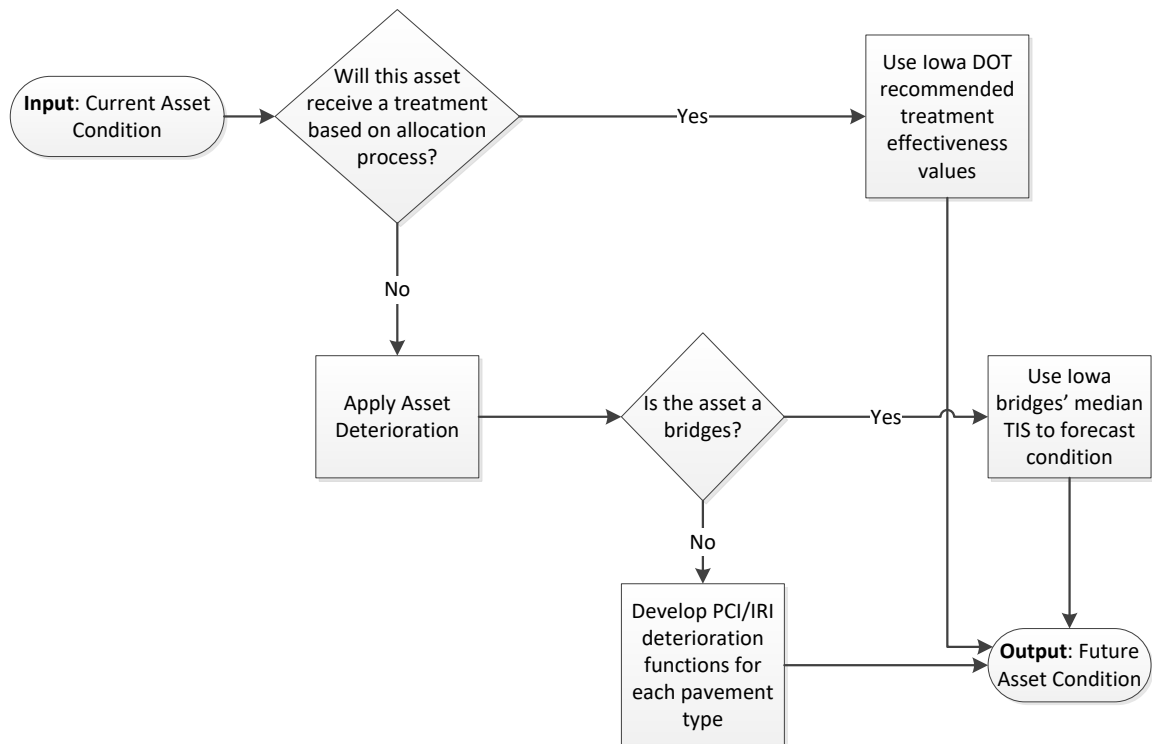 Input: Current Asset
Condition
Will this asset
receive a treatment
based on allocation
process?
Yes
Use Iowa DOT
recommended
treatment
effectiveness
values
No
Apply Asset
Deterioration
Is the asset a
bridges?
Yes
Use Iowa
bridges’ median
TIS to forecast
condition
No
Develop PCI/IRI
deterioration
functions for
each pavement
type
Output: Future
Asset Condition